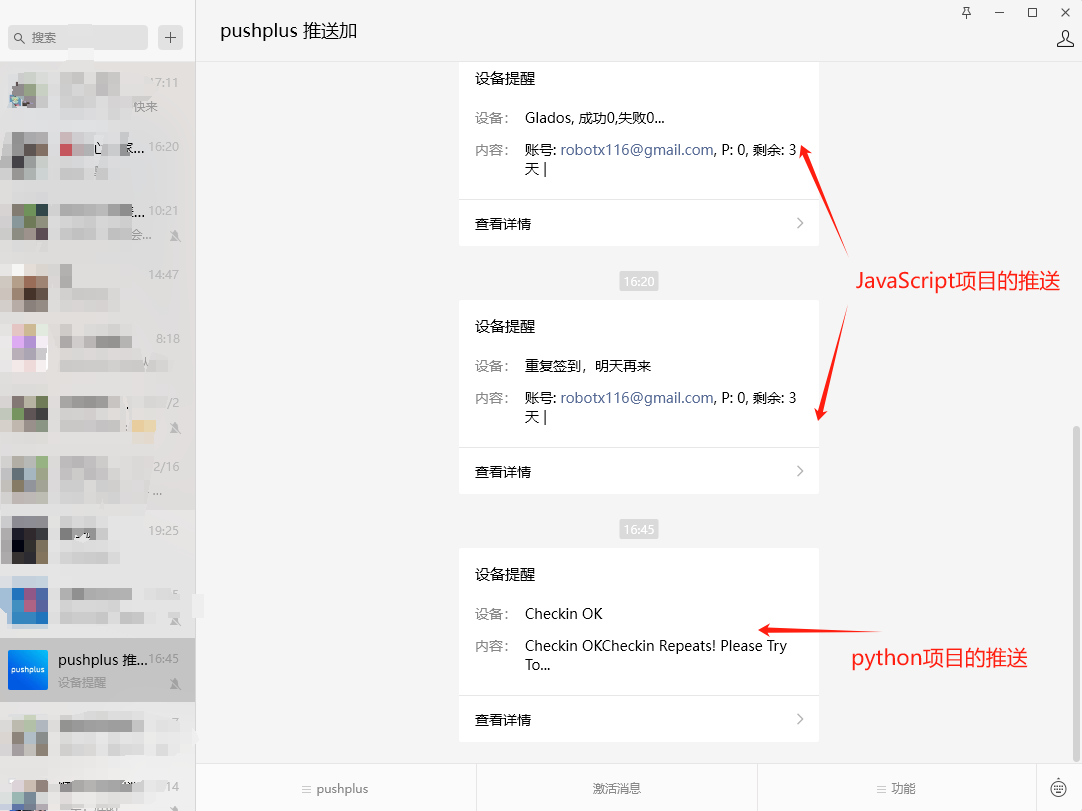 搜索
pushplus 推送加
17:11
快来
16:20
10:21
14:47
8:18
/2
2/16
19:25
5
pushplus
pushplus 推...
16:45
设备提醒
7
14
设备提醒
设备: Glados, 成功0,失败0...
内容: 账号: robotx116@gmail.com, P: 0, 剩余: 3
天 |
查看详情
JavaScript项目的推送
16:20
设备提醒
设备: 重复签到，明天再来
内容: 账号: robotx116@gmail.com, P: 0, 剩余: 3
天 |
查看详情
16:45
设备提醒
设备: Checkin OK
内容: Checkin OKCheckin Repeats! Please Try
To...
查看详情
python项目的推送
pushplus
激活消息
功能